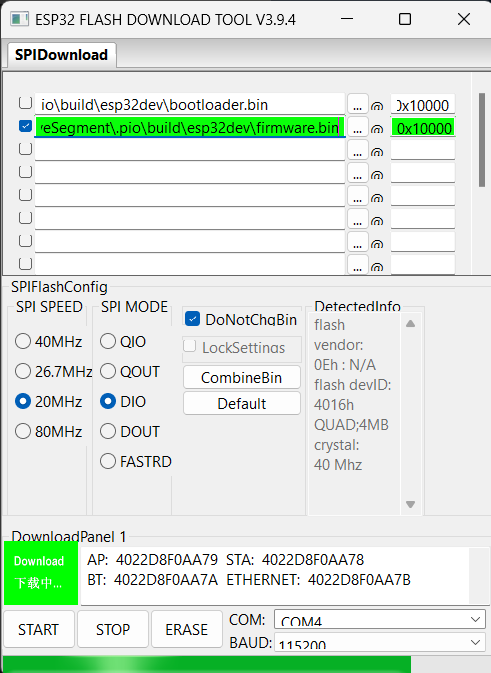 ESP32 FLASH DOWNLOAD TOOL V3.9.4
SPIDownload
io\build\esp32dev\bootloader.bin ... @ 0x10000
veSegment\.pio\build\esp32dev\firmware.bin ... @ 0x10000
... @
... @
... @
... @
... @
... @
SPIFlashConfig
SPI SPEED
40MHz
26.7MHz
20MHz
80MHz
SPI MODE
QIO
QOUT
DIO
DOUT
FASTRD
DoNotChgBin
LockSettings
CombineBin
Default
DetectedInfo
flash
vendor:
0Eh : N/A
flash devID:
4016h
QUAD;4MB
crystal:
40 Mhz
DownloadPanel 1
Download
下载中...
AP: 4022D8F0AA79 STA: 4022D8F0AA78
BT: 4022D8F0AA7A ETHERNET: 4022D8F0AA7B
START
STOP
ERASE
COM: COM4
BAUD: 115200